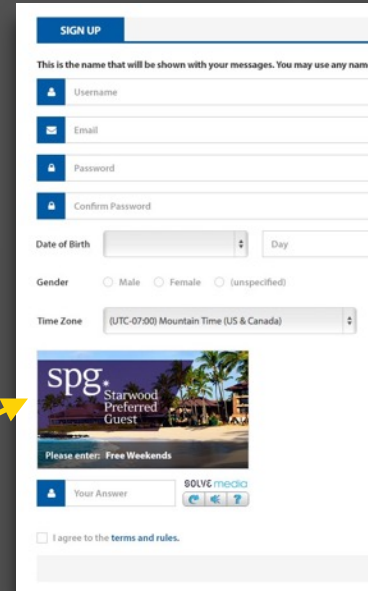 SIGN UP
This is the name that will be shown with your messages. You may use any nam
Username
Email
Password
Confirm Password
Date of Birth Day
Gender Male Female (unspecified)
Time Zone (UTC-07:00) Mountain Time (US & Canada)
spg.
Starwood
Preferred
Guest
Please enter: Free Weekends
Your Answer
SOLVE media
?
I agree to the terms and rules.